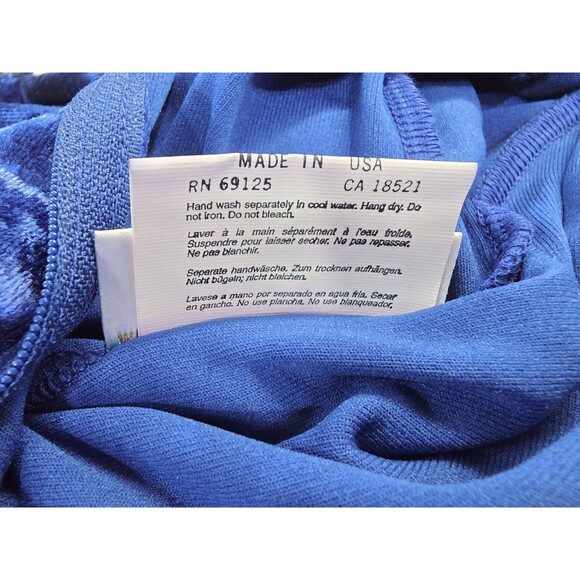 MADE IN USA
RN 69125 CA 18521
Hand wash separately in cool water. Hang dry. Do
not iron. Do not bleach.
Laver à la main séparément à l'eau froide,
Suspendre pour laisser secher. Ne pas repasser,
Ne pas blanchir.
Separate handwäsche. Zum trocknen aufhängen.
Nicht bügeln; nicht bleichen.
Lavese a mano por separado en agua fria. Secar
en gancho. No use plancha. No use blanqueador.